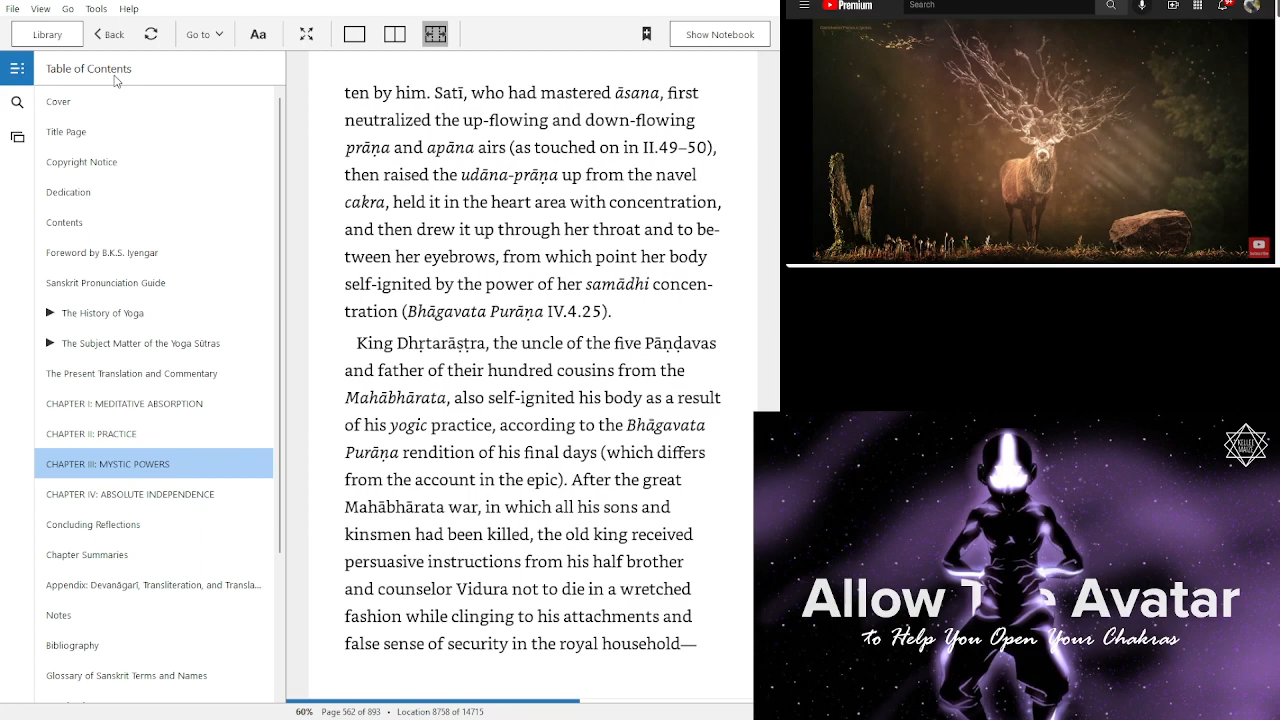 File View Go Tools Help
Library Back Go to Aa Show Notebook
Table of Contents
Cover
Title Page
Copyright Notice
Dedication
Contents
Foreword by B.K.S. Iyengar
Sanskrit Pronunciation Guide
The History of Yoga
The Subject Matter of the Yoga Sūtras
The Present Translation and Commentary
CHAPTER I: MEDITATIVE ABSORPTION
CHAPTER II: PRACTICE
CHAPTER III: MYSTIC POWERS
CHAPTER IV: ABSOLUTE INDEPENDENCE
Concluding Reflections
Chapter Summaries
Appendix: Devanāgarī, Transliteration, and Transla...
Notes
Bibliography
Glossary of Sanskrit Terms and Names
ten by him. Satī, who had mastered āsana, first
neutralized the up-flowing and down-flowing
prāṇa and apāna airs (as touched on in II.49–50),
then raised the udāna-prāṇa up from the navel
cakra, held it in the heart area with concentration,
and then drew it up through her throat and to be-
tween her eyebrows, from which point her body
self-ignited by the power of her samādhi concen-
tration (Bhāgavata Purāṇa IV.4.25).
King Dhṛtarāṣṭra, the uncle of the five Pāṇḍavas
and father of their hundred cousins from the
Mahābhārata, also self-ignited his body as a result
of his yogic practice, according to the Bhāgavata
Purāṇa rendition of his final days (which differs
from the account in the epic). After the great
Mahābhārata war, in which all his sons and
kinsmen had been killed, the old king received
persuasive instructions from his half brother
and counselor Vidura not to die in a wretched
fashion while clinging to his attachments and
false sense of security in the royal household—
60% Page 562 of 893 • Location 8758 of 14715
Premium Search 9+
Subscribe
Allow The Avatar
to Help You Open Your Chakras